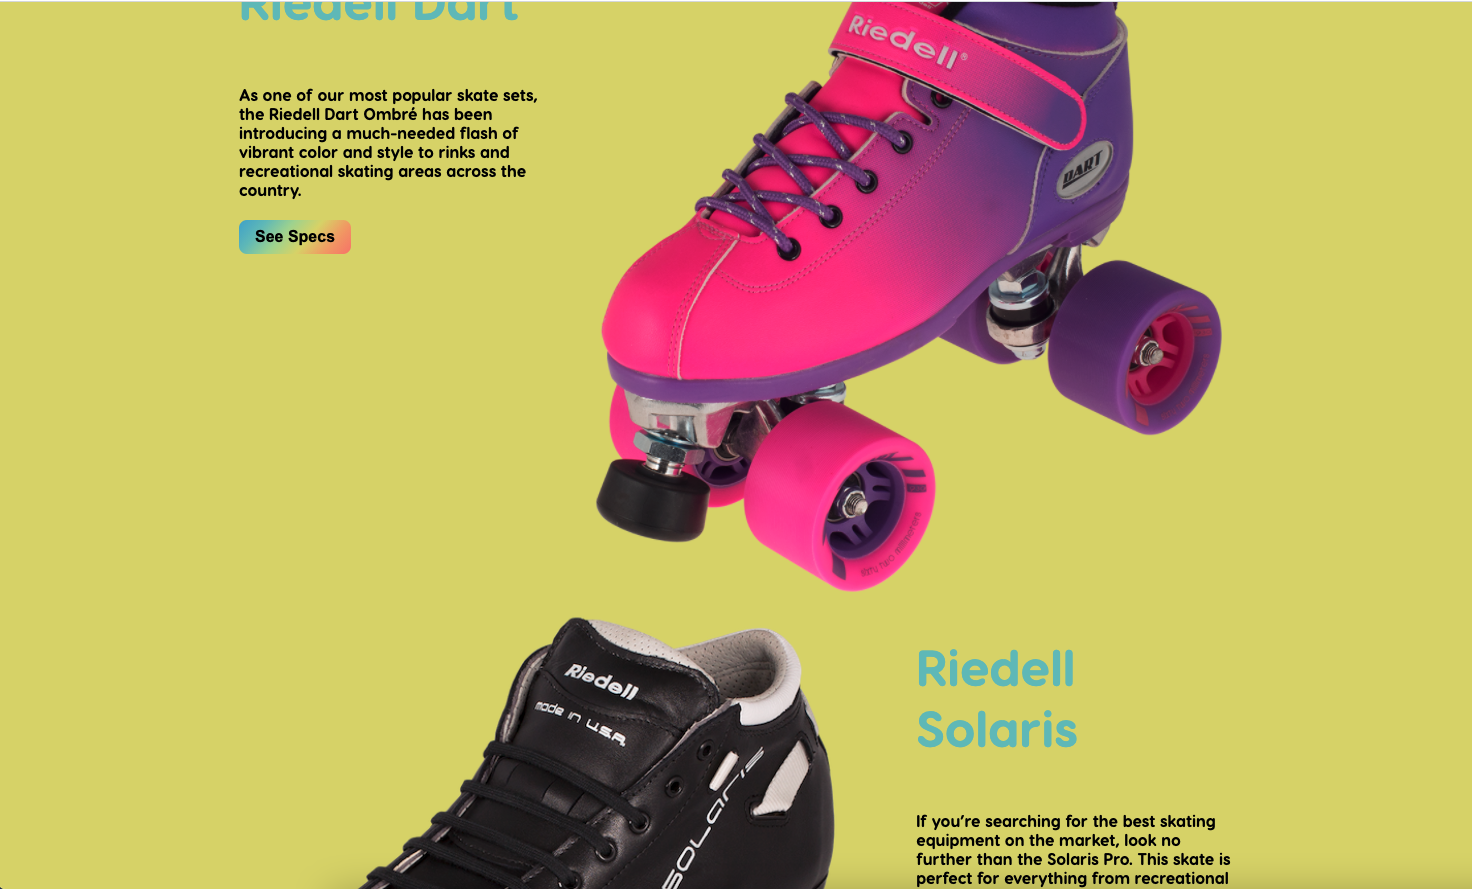 Riedell Dart
Riedell®
DART
As one of our most popular skate sets,
the Riedell Dart Ombré has been
introducing a much-needed flash of
vibrant color and style to rinks and
recreational skating areas across the
country.
See Specs
Riedell
made in U.S.A.
SOLARIS
Riedell
Solaris
If you’re searching for the best skating
equipment on the market, look no
further than the Solaris Pro. This skate is
perfect for everything from recreational